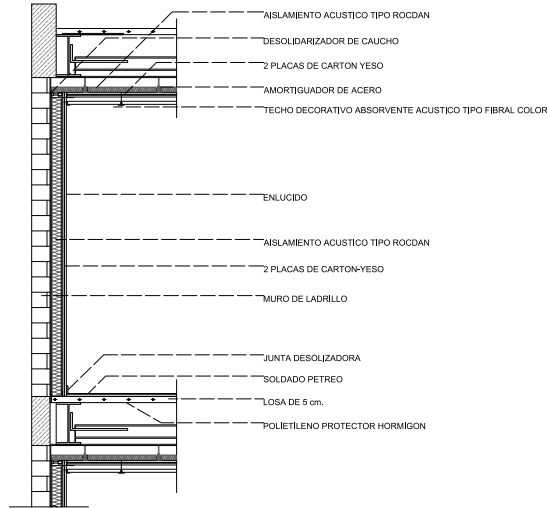 AISLAMIENTO ACUSTICO TIPO ROCDAN
DESOLIDARIZADOR DE CAUCHO
2 PLACAS DE CARTON YESO
AMORTIGUADOR DE ACERO
TECHO DECORATIVO ABSORVENTE ACUSTICO TIPO FIBRAL COLOR
ENLUCIDO
AISLAMIENTO ACUSTICO TIPO ROCDAN
2 PLACAS DE CARTON-YESO
MURO DE LADRILLO
JUNTA DESOLIZADORA
SOLDADO PETREO
LOSA DE 5 cm.
POLIETILENO PROTECTOR HORMIGON